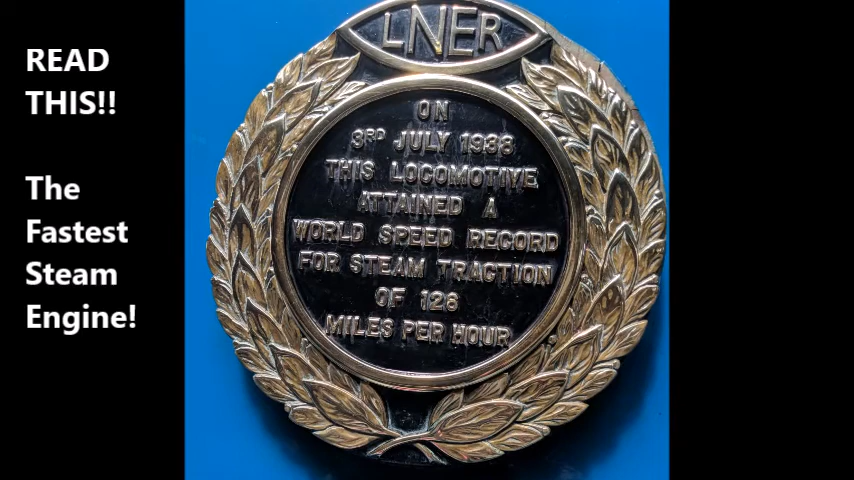 READ
THIS!!
The
Fastest
Steam
Engine!
LNER
ON
3RD JULY 1938
THIS LOCOMOTIVE
ATTAINED A
WORLD SPEED RECORD
FOR STEAM TRACTION
OF 126
MILES PER HOUR